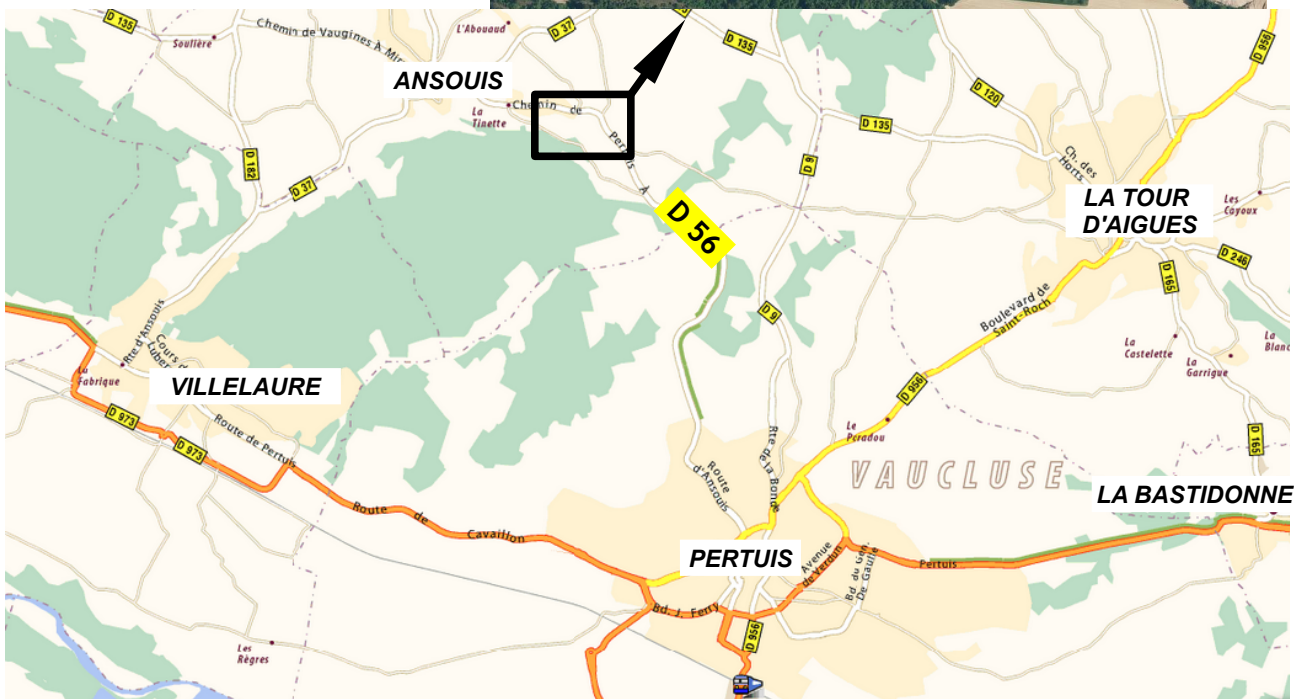 D 135
Soulière
Chemin de Vaugines À Mir
L'Abouaud
D 37
D 135
D 956
ANSOUIS
La
Tinette
Chemin de
Pertuis À
D 120
D 135
Ch. des
Horts
D 9
D 182
D 37
LA TOUR
D'AIGUES
Les
Cayoux
D 56
D 246
D 165
D 9
Boulevard de
Saint-Roch
La
Castelette
La
Garrigue
La
Blanc
Rte d'Ansouis
Cours d
Luber
Fabrique
VILLELAURE
D 973
D 973
Route de Pertuis
D 956
Le
Pcradou
D 165
Route
d'Ansouis
Rte de la Bonde
VAUCLUSE
LA BASTIDONNE
Route de Cavaillon
PERTUIS
Avenue
de Verdun
Bd. du Gén.
De Gaulle
Pertuis
Bd. J. Ferry
D 956
Les
Règres